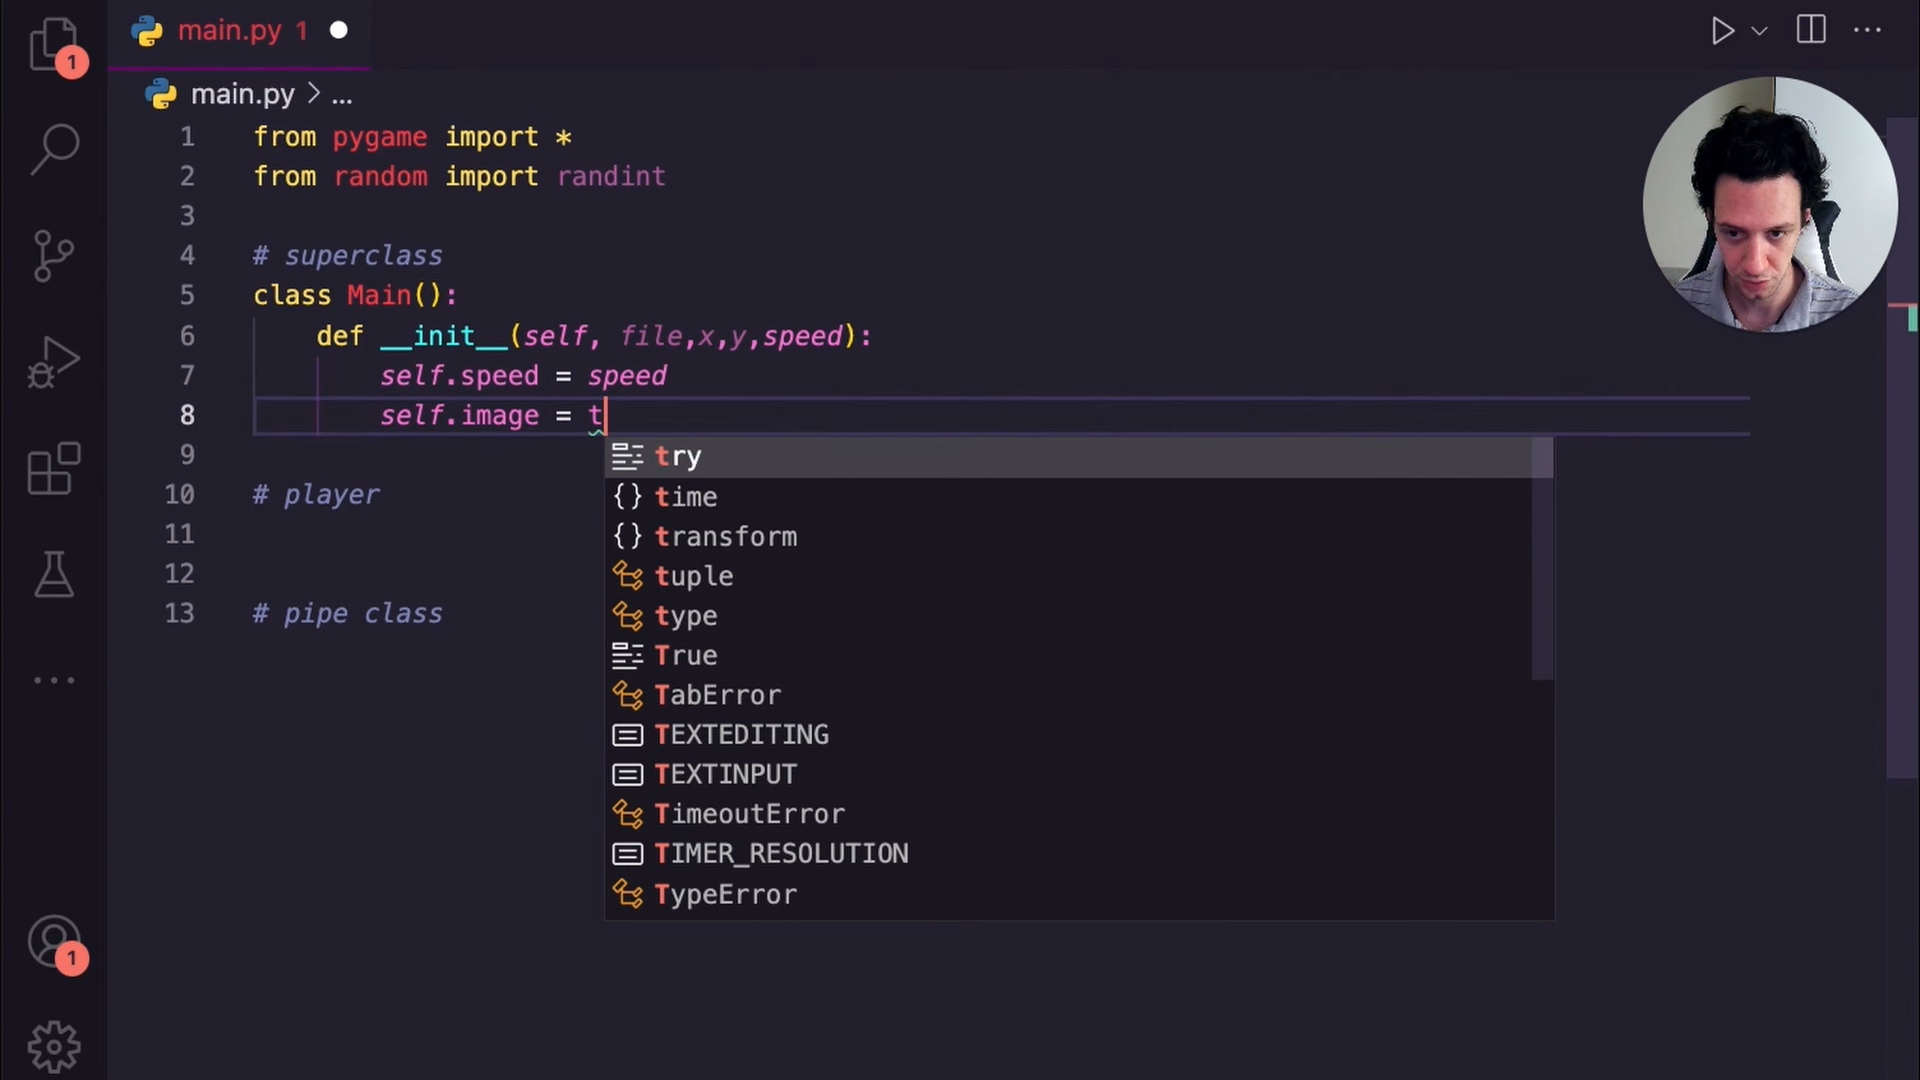 main.py 1
main.py > ...
1 from pygame import *
2 from random import randint
3
4 # superclass
5 class Main():
6 def __init__(self, file,x,y,speed):
7 self.speed = speed
8 self.image = t
9
10 # player
11
12
13 # pipe class
try
time
transform
tuple
type
True
TabError
TEXTEDITING
TEXTINPUT
TimeoutError
TIMER_RESOLUTION
TypeError
1
1